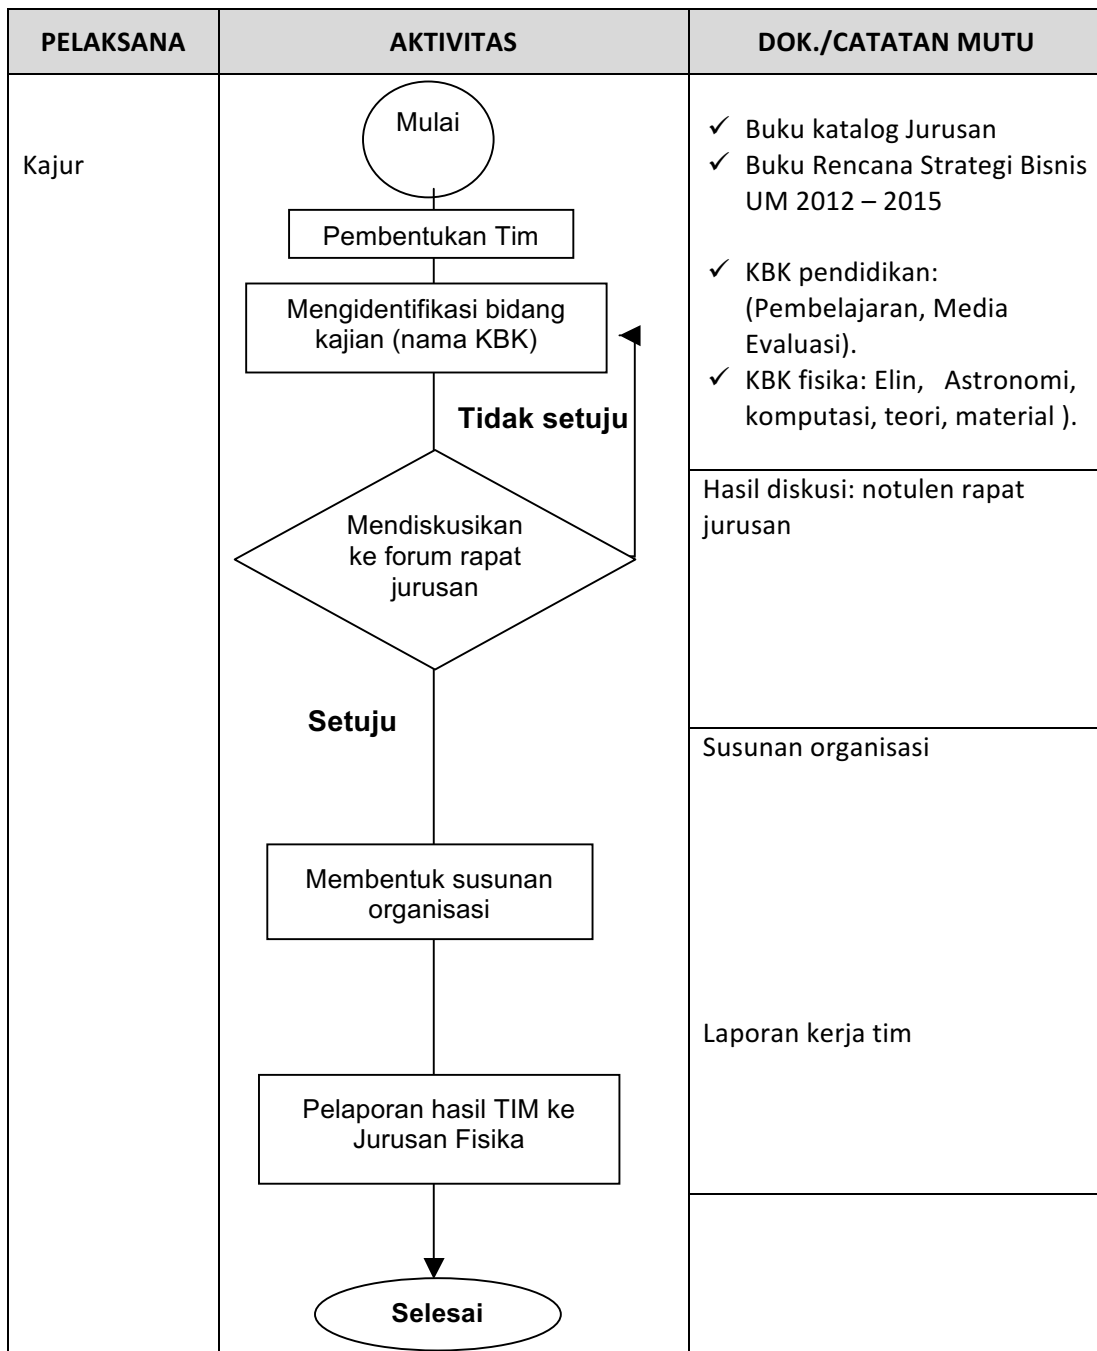 PELAKSANA
AKTIVITAS
DOK./CATATAN MUTU
Kajur
Mulai
Pembentukan Tim
Mengidentifikasi bidang
kajian (nama KBK)
Tidak setuju
Mendiskusikan
ke forum rapat
jurusan
Setuju
Membentuk susunan
organisasi
Pelaporan hasil TIM ke
Jurusan Fisika
Selesai
✓ Buku katalog Jurusan
✓ Buku Rencana Strategi Bisnis
UM 2012 – 2015
✓ KBK pendidikan:
(Pembelajaran, Media
Evaluasi).
✓ KBK fisika: Elin, Astronomi,
komputasi, teori, material ).
Hasil diskusi: notulen rapat
jurusan
Susunan organisasi
Laporan kerja tim